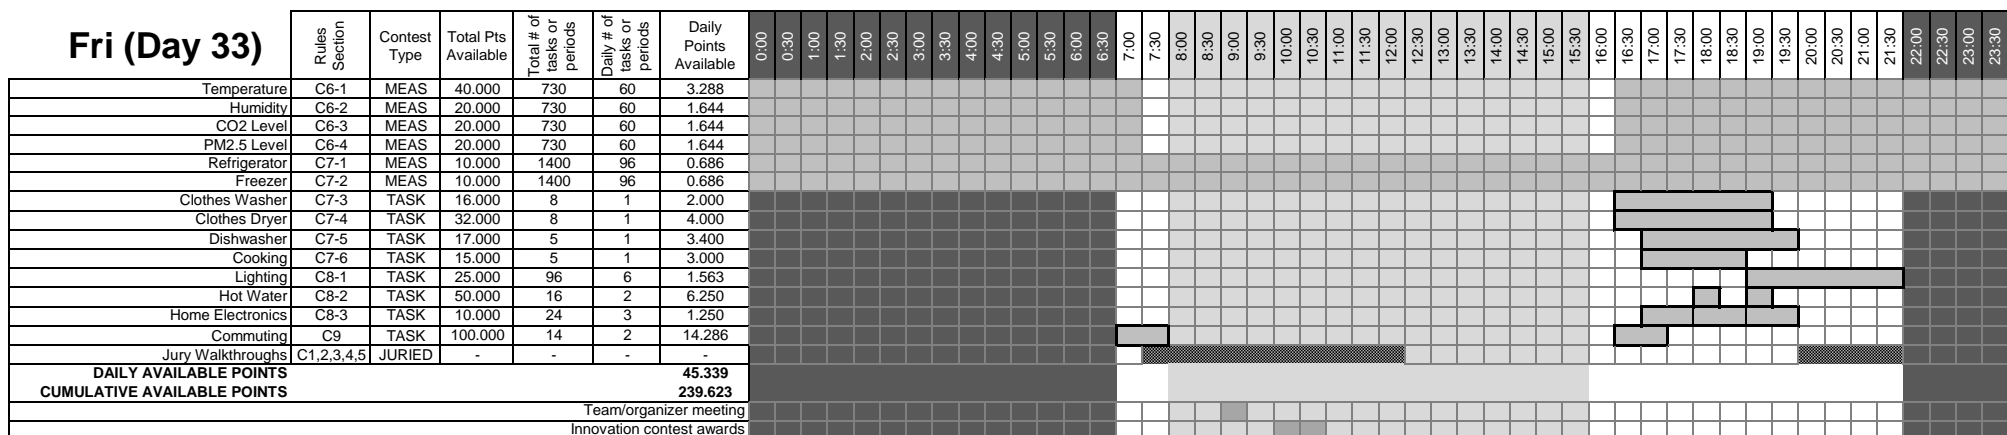 Fri (Day 33) Rules Section Contest Type Total Pts Available Total # of tasks or periods Daily # of tasks or periods Daily Points Available 0:00 0:30 1:00 1:30 2:00 2:30 3:00 3:30 4:00 4:30 5:00 5:30 6:00 6:30 7:00 7:30 8:00 8:30 9:00 9:30 10:00 10:30 11:00 11:30 12:00 12:30 13:00 13:30 14:00 14:30 15:00 15:30 16:00 16:30 17:00 17:30 18:00 18:30 19:00 19:30 20:00 20:30 21:00 21:30 22:00 22:30 23:00 23:30
Temperature C6-1 MEAS 40.000 730 60 3.288
Humidity C6-2 MEAS 20.000 730 60 1.644
CO2 Level C6-3 MEAS 20.000 730 60 1.644
PM2.5 Level C6-4 MEAS 20.000 730 60 1.644
Refrigerator C7-1 MEAS 10.000 1400 96 0.686
Freezer C7-2 MEAS 10.000 1400 96 0.686
Clothes Washer C7-3 TASK 16.000 8 1 2.000
Clothes Dryer C7-4 TASK 32.000 8 1 4.000
Dishwasher C7-5 TASK 17.000 5 1 3.400
Cooking C7-6 TASK 15.000 5 1 3.000
Lighting C8-1 TASK 25.000 96 6 1.563
Hot Water C8-2 TASK 50.000 16 2 6.250
Home Electronics C8-3 TASK 10.000 24 3 1.250
Commuting C9 TASK 100.000 14 2 14.286
Jury Walkthroughs C1,2,3,4,5 JURIED - - - -
DAILY AVAILABLE POINTS 45.339
CUMULATIVE AVAILABLE POINTS 239.623
Team/organizer meeting
Innovation contest awards